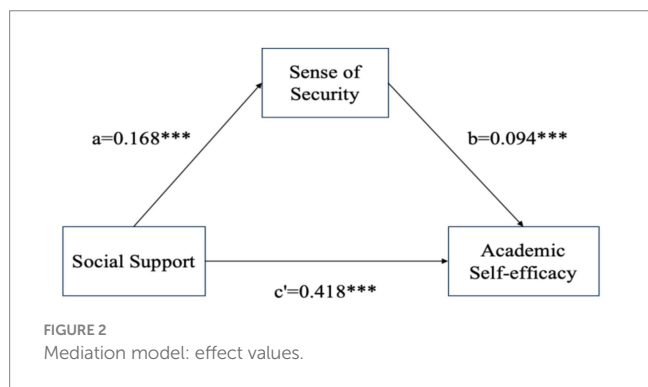 Sense of
Security
a=0.168***
b=0.094***
Social Support
Academic
Self-efficacy
c'=0.418***
FIGURE 2
Mediation model: effect values.